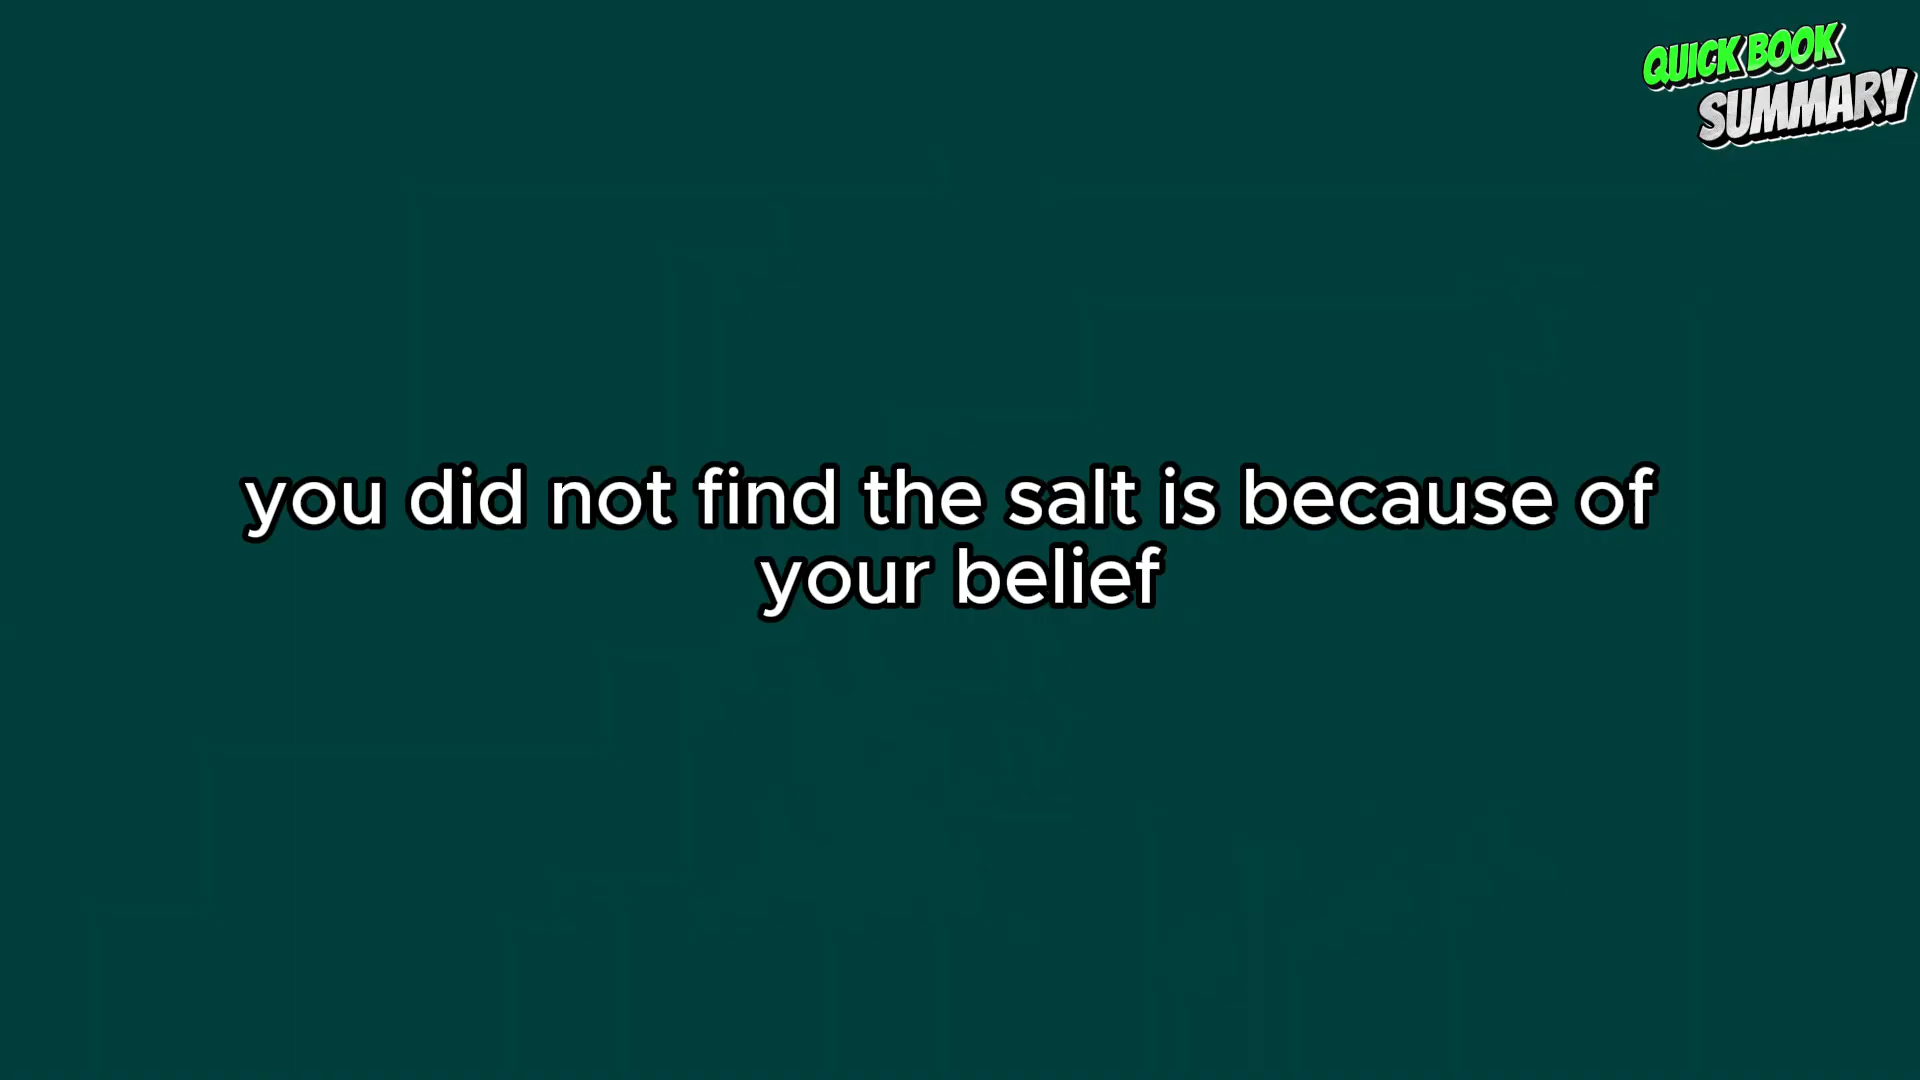 QUICK BOOK
SUMMARY
you did not find the salt is because of
your belief